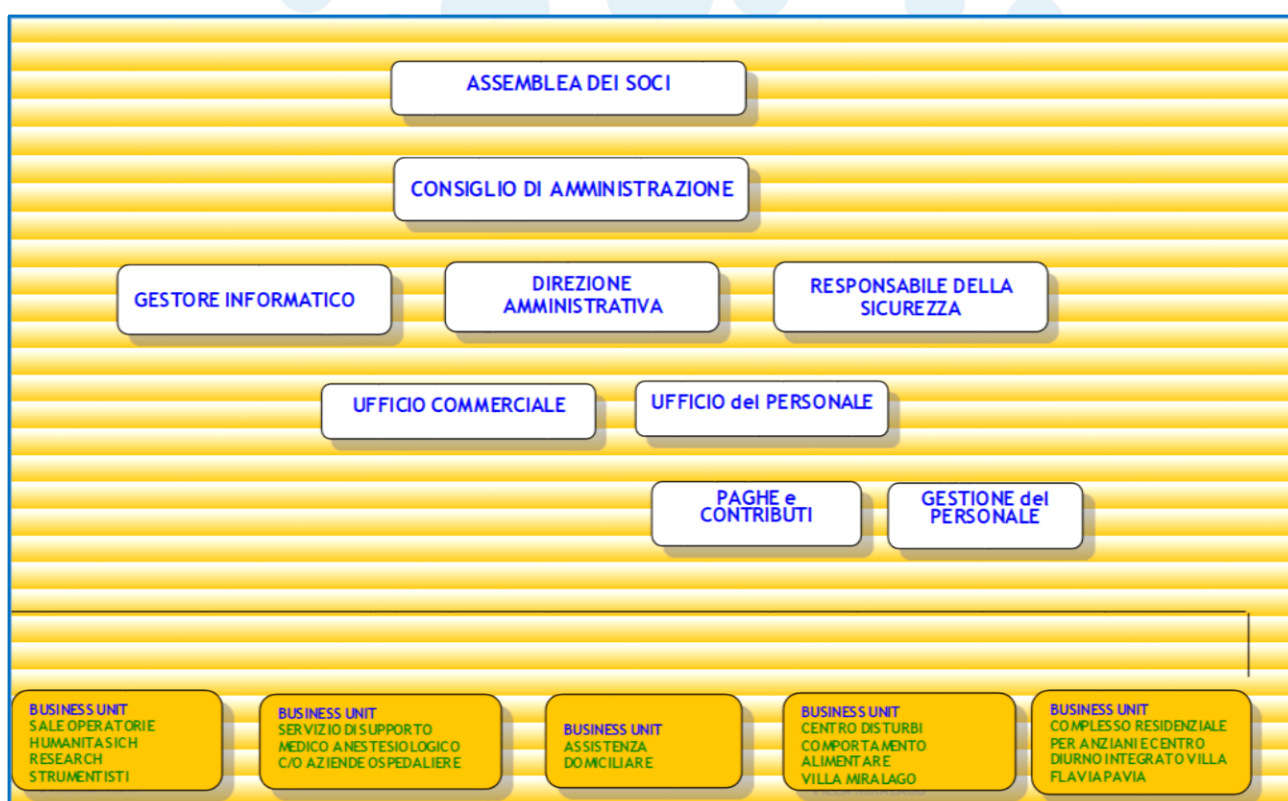 ASSEMBLEA DEI SOCI
CONSIGLIO DI AMMINISTRAZIONE
GESTORE INFORMATICO
DIREZIONE
AMMINISTRATIVA
RESPONSABILE DELLA
SICUREZZA
UFFICIO COMMERCIALE
UFFICIO del PERSONALE
PAGHE e
CONTRIBUTI
GESTIONE del
PERSONALE
BUSINESS UNIT
SALE OPERATORIE
HUMANITAS ICH
RESEARCH
STRUMENTISTI
BUSINESS UNIT
SERVIZIO DI SUPPORTO
MEDICO ANESTESIOLOGICO
C/O AZIENDE OSPEDALIERE
BUSINESS UNIT
ASSISTENZA
DOMICILIARE
BUSINESS UNIT
CENTRO DISTURBI
COMPORTAMENTO
ALIMENTARE
VILLA MIRALAGO
BUSINESS UNIT
COMPLESSO RESIDENZIALE
PER ANZIANI E CENTRO
DIURNO INTEGRATO VILLA
FLAVIA PAVIA